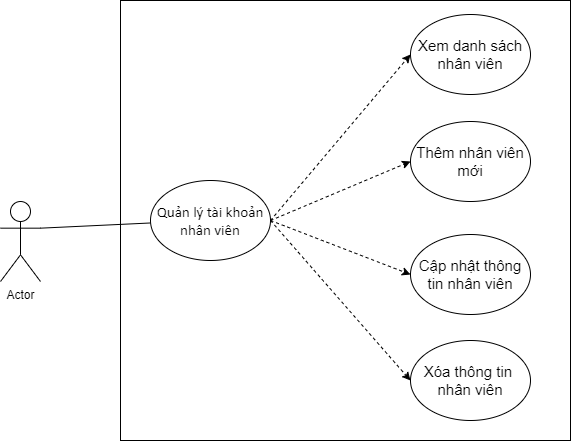 Xem danh sách
nhân viên
Thêm nhân viên
mới
Quản lý tài khoản
nhân viên
Cập nhật thông
tin nhân viên
Actor
Xóa thông tin
nhân viên